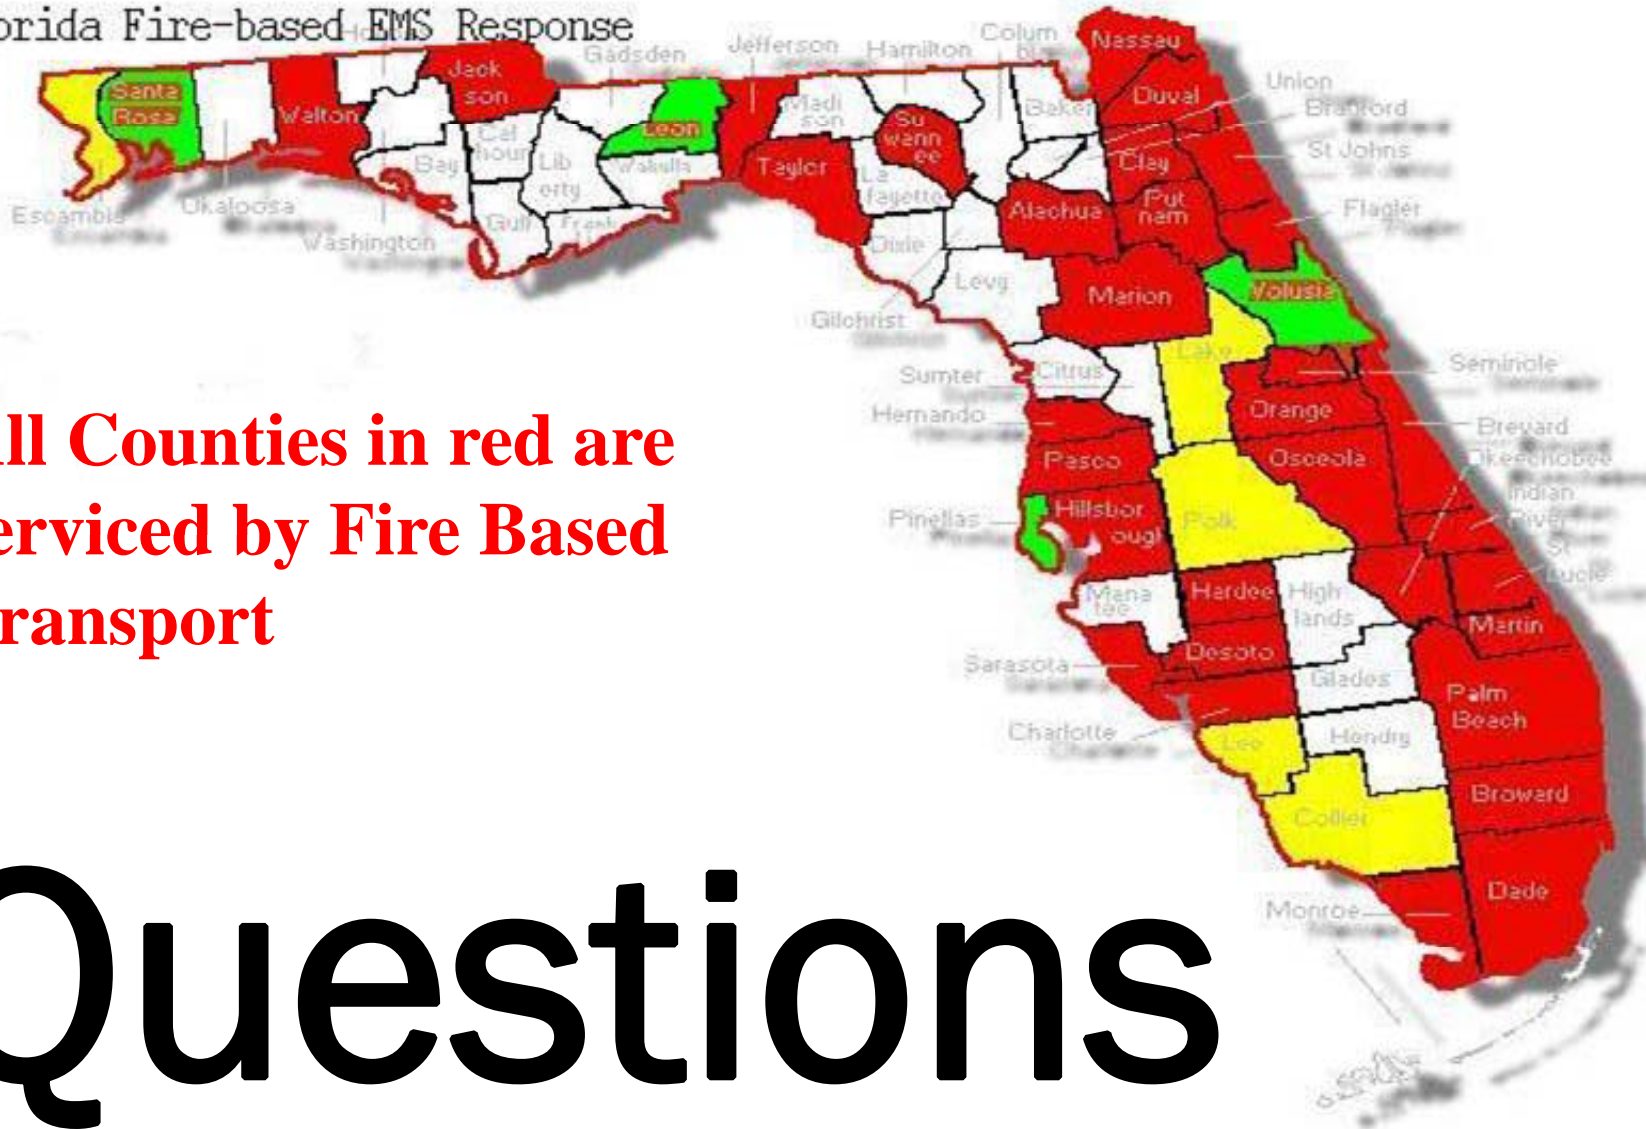 orida Fire-based EMS Response
Ho
Gadsden
Jefferson
Hamilton
Colum
bia
Nassau
Jack
son
Santa
Rosa
Walton
Leon
Madi
son
Su
wann
ee
Baker
Duval
Union
Bradford
St Johns
Cal
houn
Bay
Lib
erty
Wakulla
Taylor
La
fayette
Clay
Escambia
Okaloosa
Washington
Gulf
Frank
Dixie
Alachua
Put
nam
Flagler
Levy
Marion
Volusia
Gilchrist
Lake
Sumter
Citrus
Seminole
Hernando
Orange
Brevard
Pasco
Osceola
Okeechobee
Indian
River
St
Lucie
Pinellas
Hillsbor
ough
Polk
Mana
tee
Hardee
High
lands
Martin
Sarasota
Desoto
Glades
Palm
Beach
Charlotte
Lee
Hendry
Broward
Collier
Dade
Monroe
ll Counties in red are
erviced by Fire Based
ransport
Questions